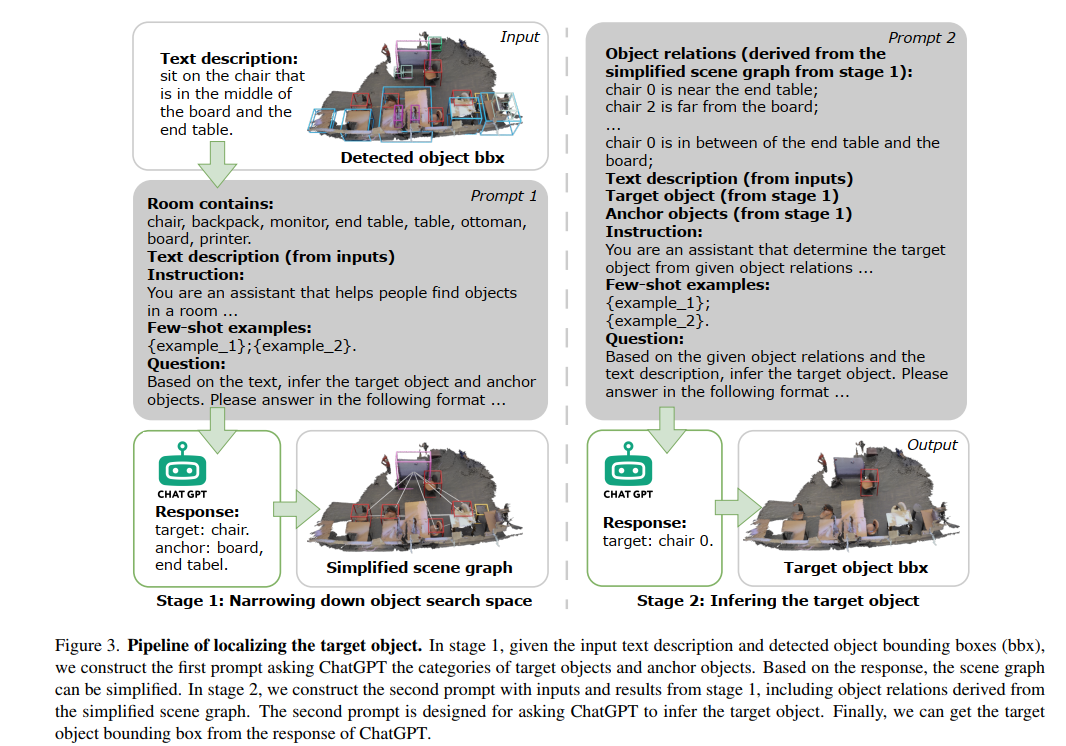 Input
Text description:
sit on the chair that
is in the middle of
the board and the
end table.
Detected object bbx
Prompt 1
Room contains:
chair, backpack, monitor, end table, table, ottoman,
board, printer.
Text description (from inputs)
Instruction:
You are an assistant that helps people find objects
in a room ...
Few-shot examples:
{example_1};{example_2}.
Question:
Based on the text, infer the target object and anchor
objects. Please answer in the following format ...
CHAT GPT
Response:
target: chair.
anchor: board,
end tabel.
Simplified scene graph
Stage 1: Narrowing down object search space
Prompt 2
Object relations (derived from the
simplified scene graph from stage 1):
chair 0 is near the end table;
chair 2 is far from the board;
...
chair 0 is in between of the end table and the
board;
Text description (from inputs)
Target object (from stage 1)
Anchor objects (from stage 1)
Instruction:
You are an assistant that determine the target
object from given object relations ...
Few-shot examples:
{example_1};
{example_2}.
Question:
Based on the given object relations and the
text description, infer the target object. Please
answer in the following format ...
CHAT GPT
Response:
target: chair 0.
Output
Target object bbx
Stage 2: Infering the target object
Figure 3. Pipeline of localizing the target object. In stage 1, given the input text description and detected object bounding boxes (bbx),
we construct the first prompt asking ChatGPT the categories of target objects and anchor objects. Based on the response, the scene graph
can be simplified. In stage 2, we construct the second prompt with inputs and results from stage 1, including object relations derived from
the simplified scene graph. The second prompt is designed for asking ChatGPT to infer the target object. Finally, we can get the target
object bounding box from the response of ChatGPT.